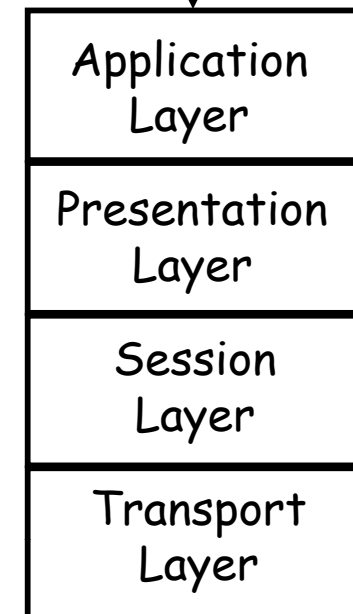 Application
Layer
Presentation
Layer
Session
Layer
Transport
Layer